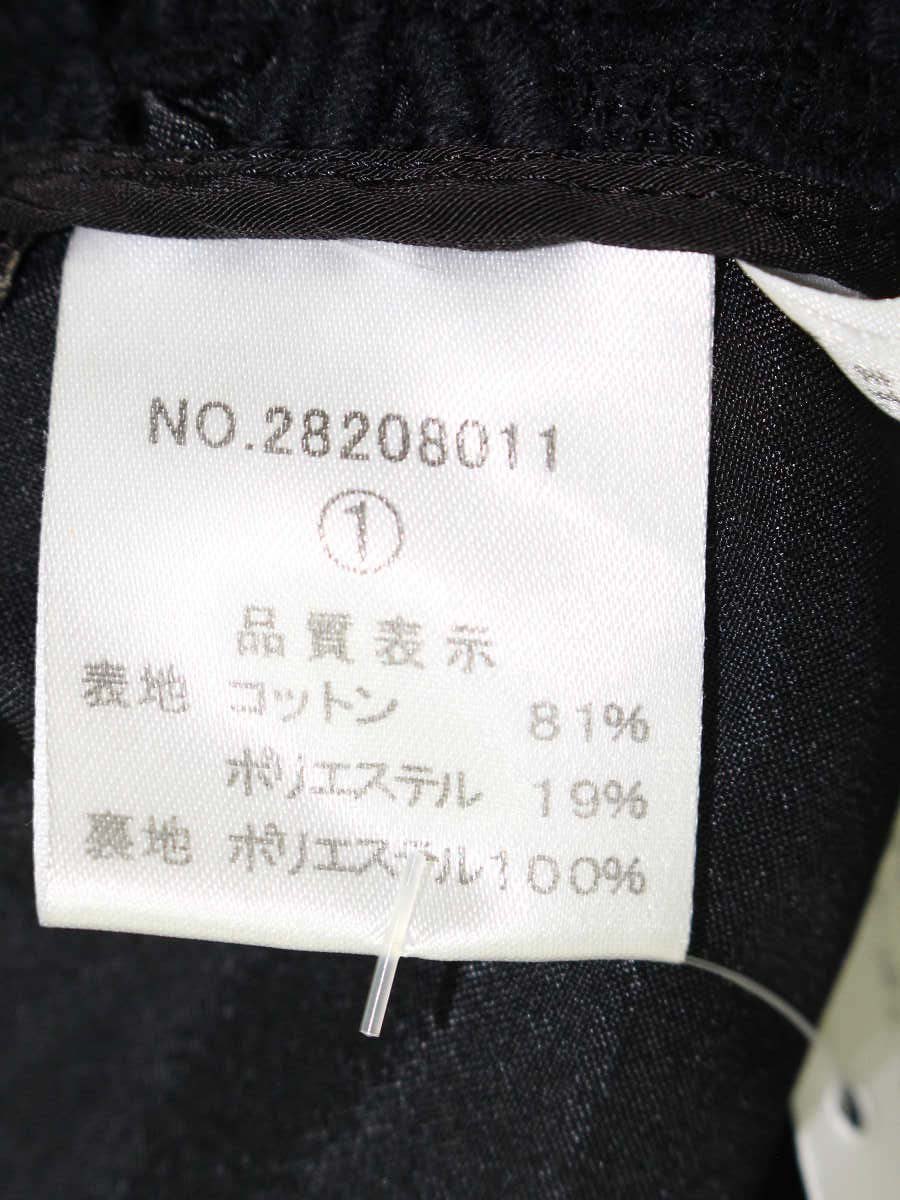 NO.28208011
①
品質表示
表地 コットン 81%
ポリエステル 19%
裏地 ポリエステル100%